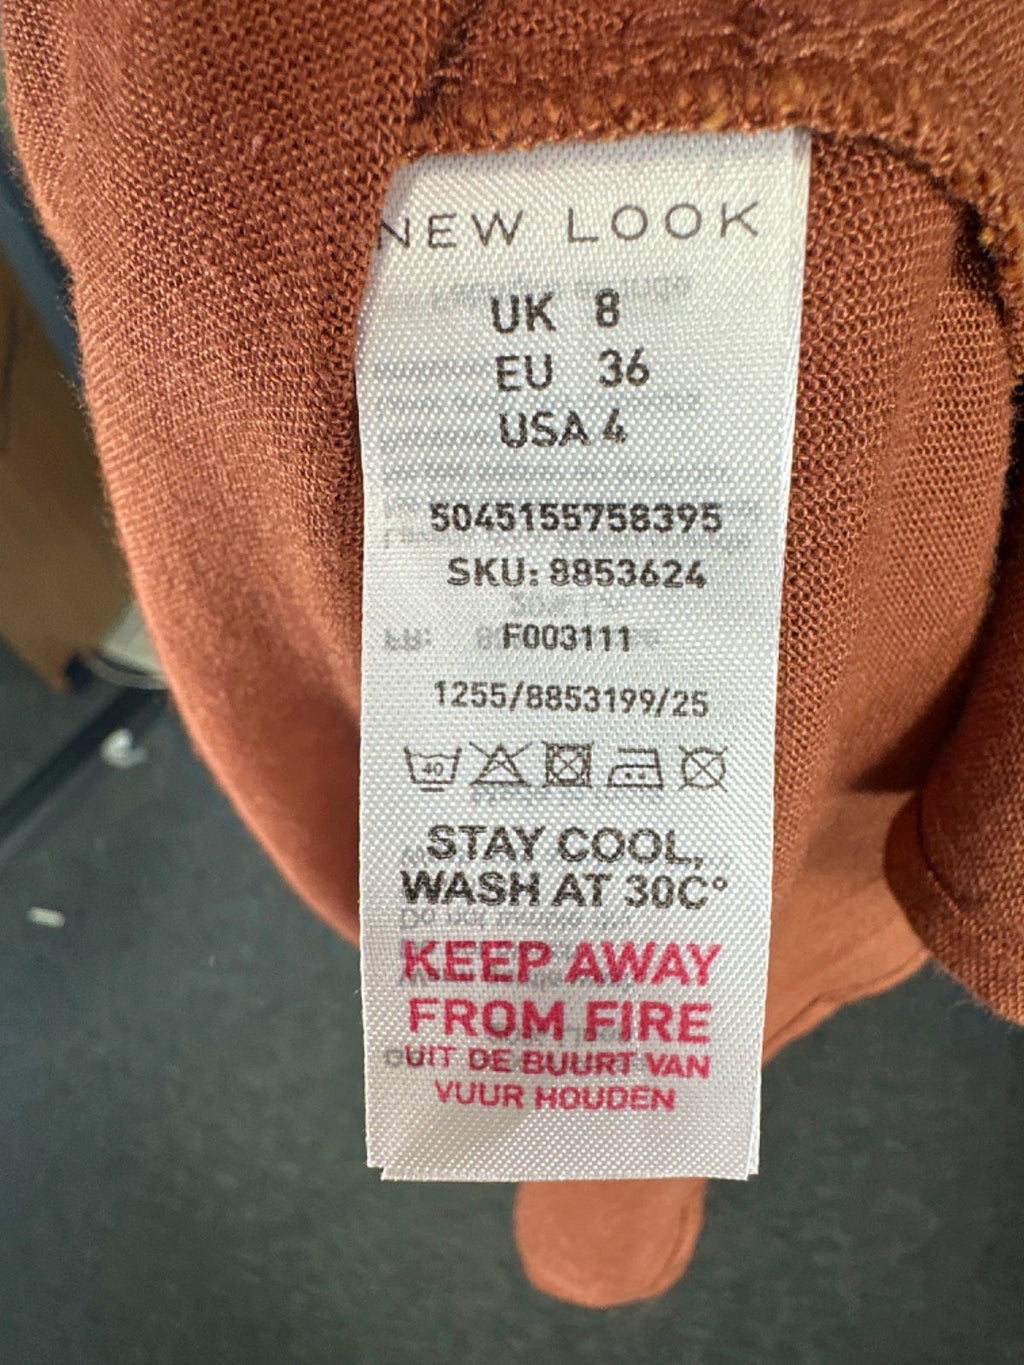 NEW LOOK
UK 8
EU 36
USA 4
5045155758395
SKU: 8853624
F003111
1255/8853199/25
40
STAY COOL,
WASH AT 30C°
KEEP AWAY
FROM FIRE
UIT DE BUURT VAN
VUUR HOUDEN